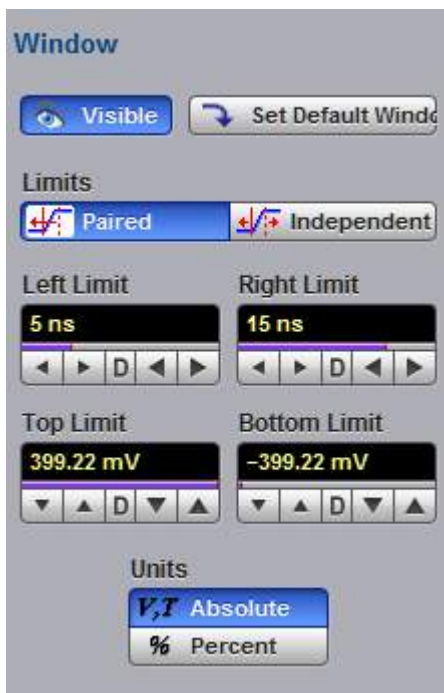 Window
Visible
Set Default Windo
Limits
Paired
Independent
Left Limit
Right Limit
5 ns
15 ns
D
D
Top Limit
Bottom Limit
399.22 mV
−399.22 mV
D
D
Units
V,T Absolute
% Percent